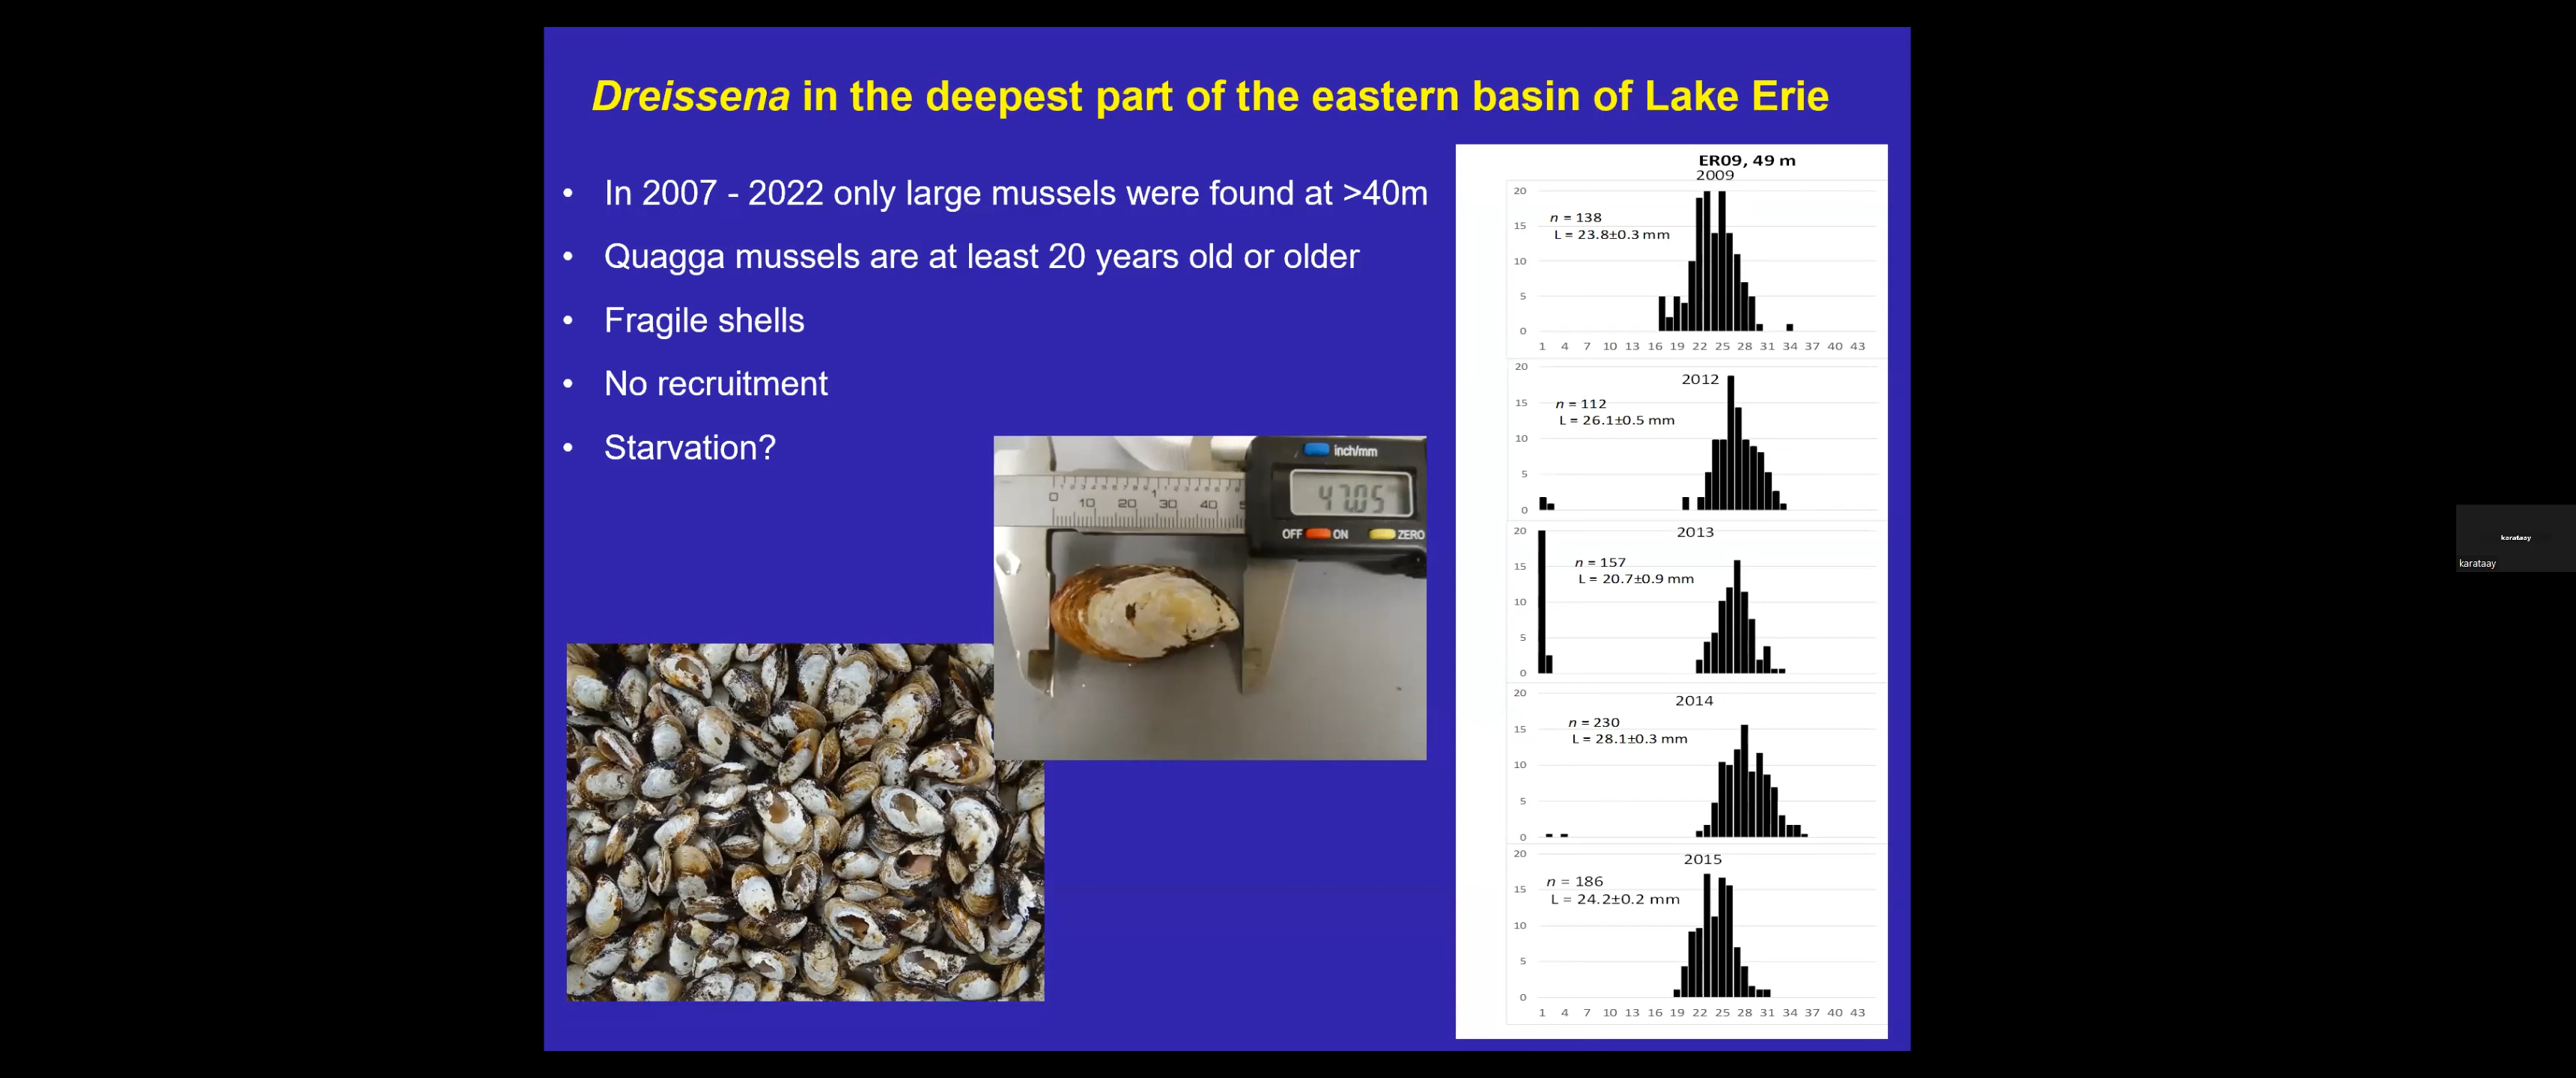 Dreissena in the deepest part of the eastern basin of Lake Erie
• In 2007 - 2022 only large mussels were found at >40m
• Quagga mussels are at least 20 years old or older
• Fragile shells
• No recruitment
• Starvation?
inch/mm
47.05
OFF ON ZERO
0 10 20 30 40
ER09, 49 m
2009
n = 138
L = 23.8±0.3 mm
20
15
10
5
0
1 4 7 10 13 16 19 22 25 28 31 34 37 40 43
2012
n = 112
L = 26.1±0.5 mm
20
15
10
5
0
2013
n = 157
L = 20.7±0.9 mm
20
15
10
5
0
2014
n = 230
L = 28.1±0.3 mm
20
15
10
5
0
2015
n = 186
L = 24.2±0.2 mm
20
15
10
5
0
1 4 7 10 13 16 19 22 25 28 31 34 37 40 43
karataay
karataay